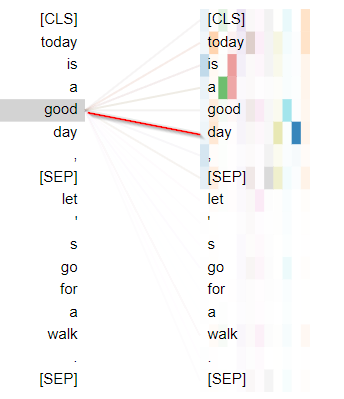 [CLS] [CLS]
today today
is is
a a
good good
day day
, ,
[SEP] [SEP]
let let
' '
s s
go go
for for
a a
walk walk
. .
[SEP] [SEP]